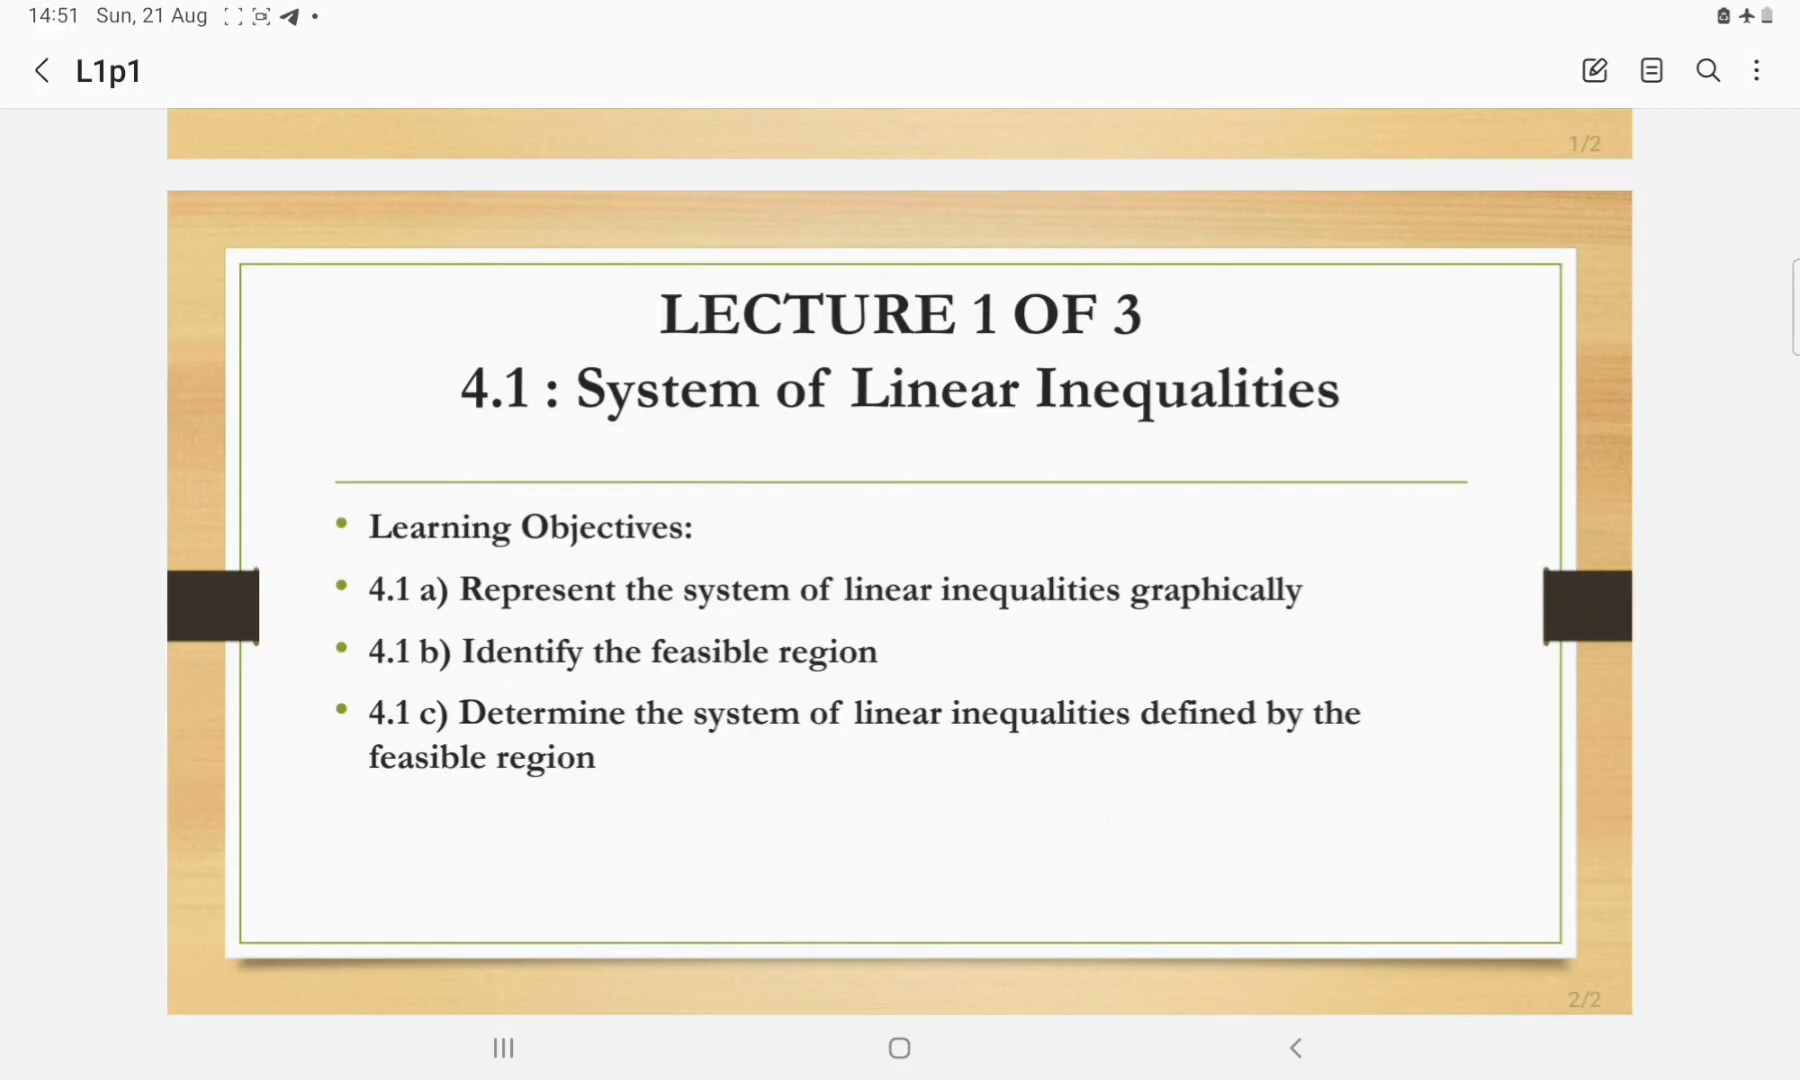 14:51 Sun, 21 Aug
L1p1
1/2
LECTURE 1 OF 3
4.1 : System of Linear Inequalities
• Learning Objectives:
• 4.1 a) Represent the system of linear inequalities graphically
• 4.1 b) Identify the feasible region
• 4.1 c) Determine the system of linear inequalities defined by the
feasible region
2/2